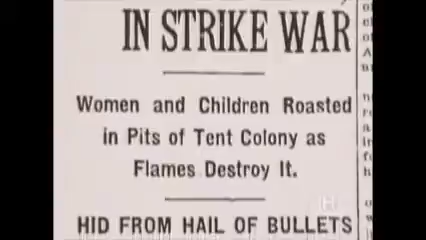 IN STRIKE WAR
Women and Children Roasted
in Pits of Tent Colony as
Flames Destroy It.
HID FROM HAIL OF BULLETS